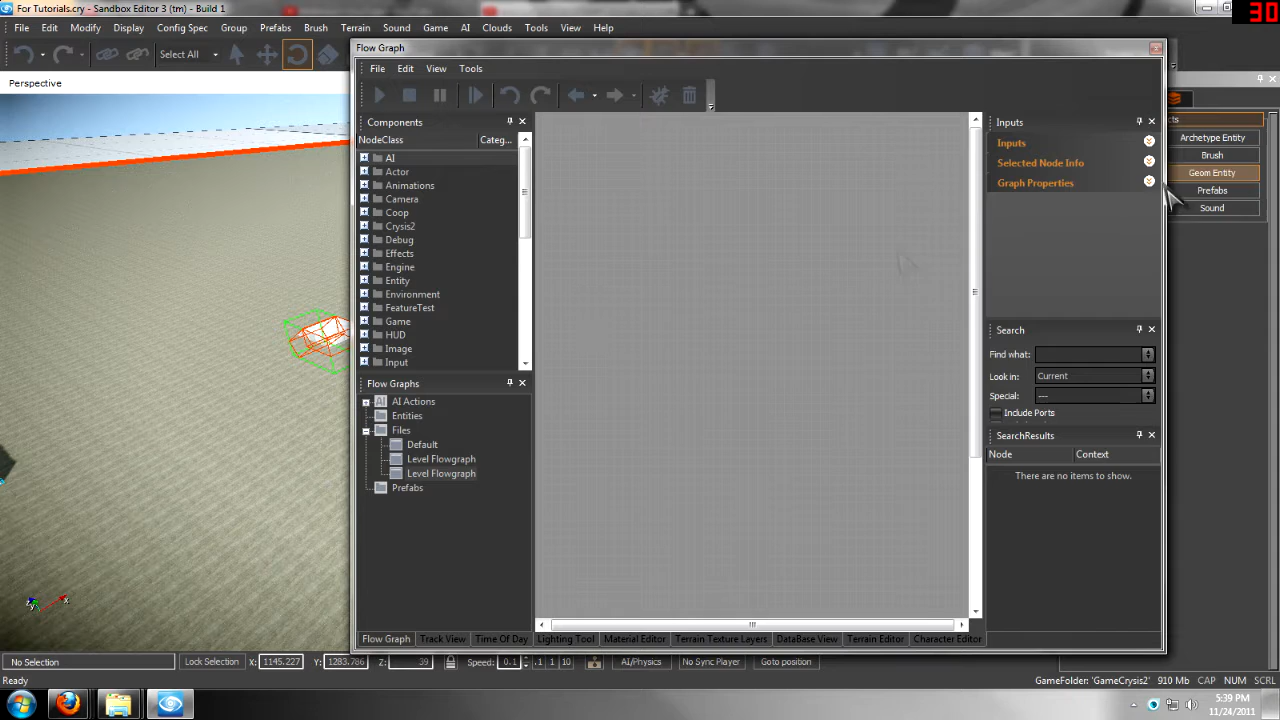 For Tutorials.cry - Sandbox Editor 3 (tm) - Build 1
30
File Edit Modify Display Config Spec Group Prefabs Brush Terrain Sound Game AI Clouds Tools View Help
Select All
Flow Graph
Perspective
File Edit View Tools
Components
NodeClass Categ...
AI
Actor
Animations
Camera
Coop
Crysis2
Debug
Effects
Engine
Entity
Environment
FeatureTest
Game
HUD
Image
Input
Flow Graphs
AI Actions
Entities
Files
Default
Level Flowgraph
Level Flowgraph
Prefabs
Inputs
Inputs
Selected Node Info
Graph Properties
Search
Find what:
Look in: Current
Special: ---
Include Ports
SearchResults
Node Context
There are no items to show.
cts
Archetype Entity
Brush
Geom Entity
Prefabs
Sound
Flow Graph Track View Time Of Day Lighting Tool Material Editor Terrain Texture Layers DataBase View Terrain Editor Character Editor
z y x
No Selection Lock Selection X: 1145.227 Y: 1283.786 Z: 39 Speed: 0.1 .1 1 10 AI/Physics No Sync Player Goto position
Ready GameFolder: 'GameCrysis2' 910 Mb CAP NUM SCRL
5:39 PM
11/24/2011